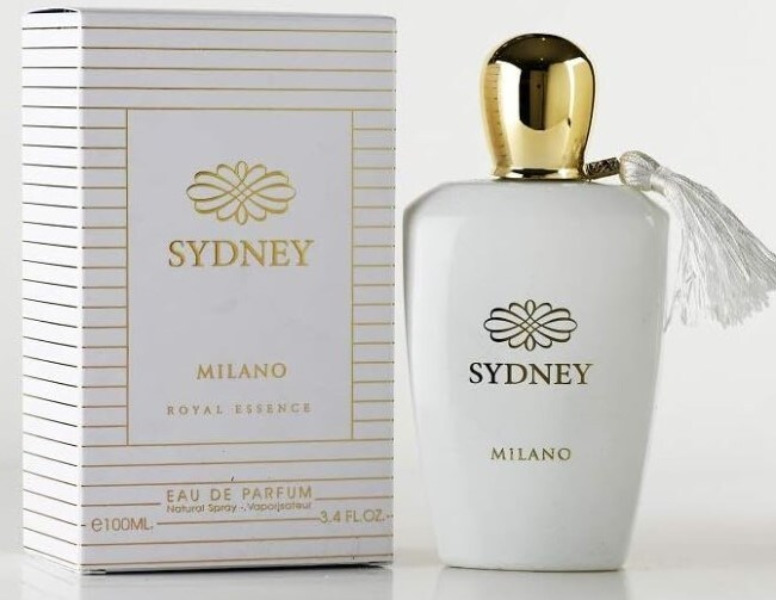 SYDNEY
MILANO
ROYAL ESSENCE
EAU DE PARFUM
Natural Spray - Vaporisateur
e100ML.
3.4 FL.OZ.
SYDNEY
MILANO